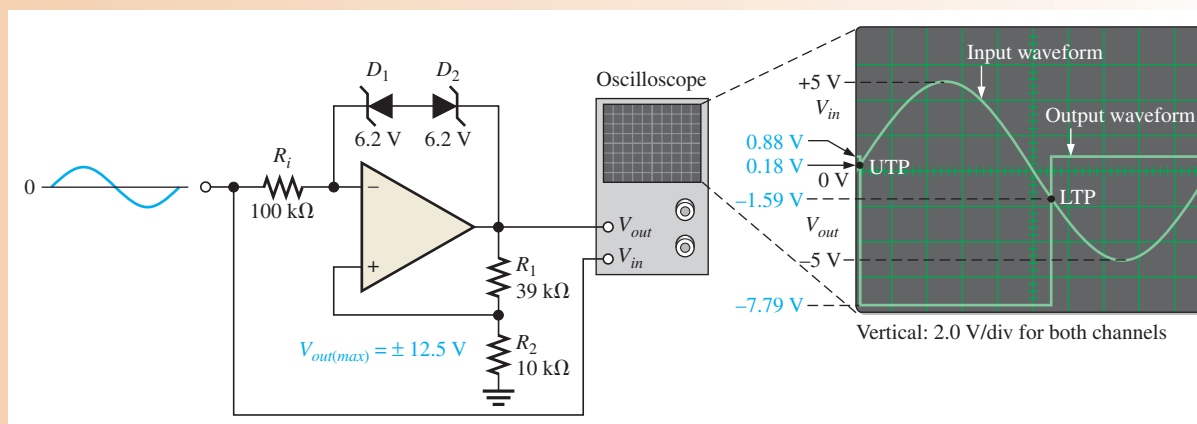 D1 D2
6.2 V 6.2 V
Ri
100 kΩ
0
−
+
Vout(max) = ± 12.5 V
R1
39 kΩ
R2
10 kΩ
Oscilloscope
Vout
Vin
Input waveform
Output waveform
+5 V
Vin
0.88 V
0.18 V
UTP
0 V
LTP
–1.59 V
Vout
–5 V
–7.79 V
Vertical: 2.0 V/div for both channels